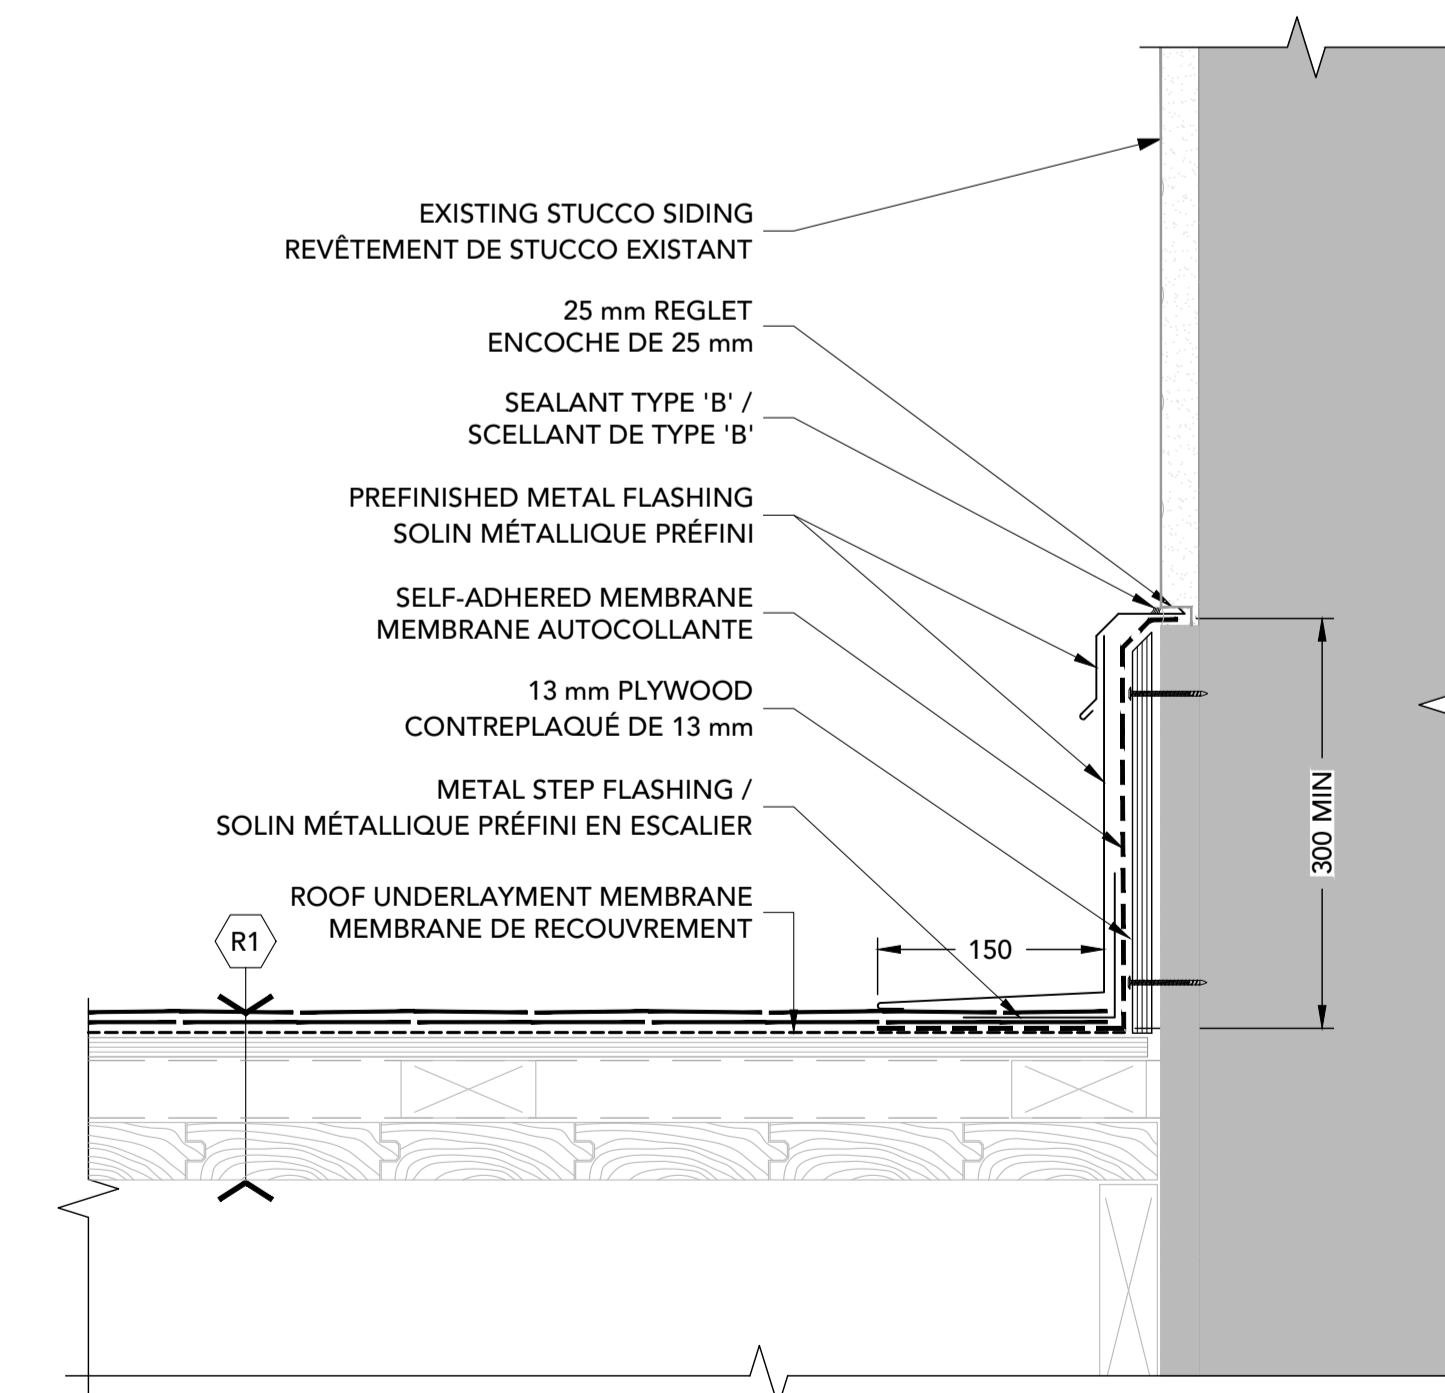 EXISTING STUCCO SIDING
REVÊTEMENT DE STUCCO EXISTANT
25 mm REGLET
ENCOCHE DE 25 mm
SEALANT TYPE 'B' /
SCELLANT DE TYPE 'B'
PREFINISHED METAL FLASHING
SOLIN MÉTALLIQUE PRÉFINI
SELF-ADHERED MEMBRANE
MEMBRANE AUTOCOLLANTE
13 mm PLYWOOD
CONTREPLAQUÉ DE 13 mm
METAL STEP FLASHING /
SOLIN MÉTALLIQUE PRÉFINI EN ESCALIER
ROOF UNDERLAYMENT MEMBRANE
MEMBRANE DE RECOUVREMENT
R1
150
300 MIN